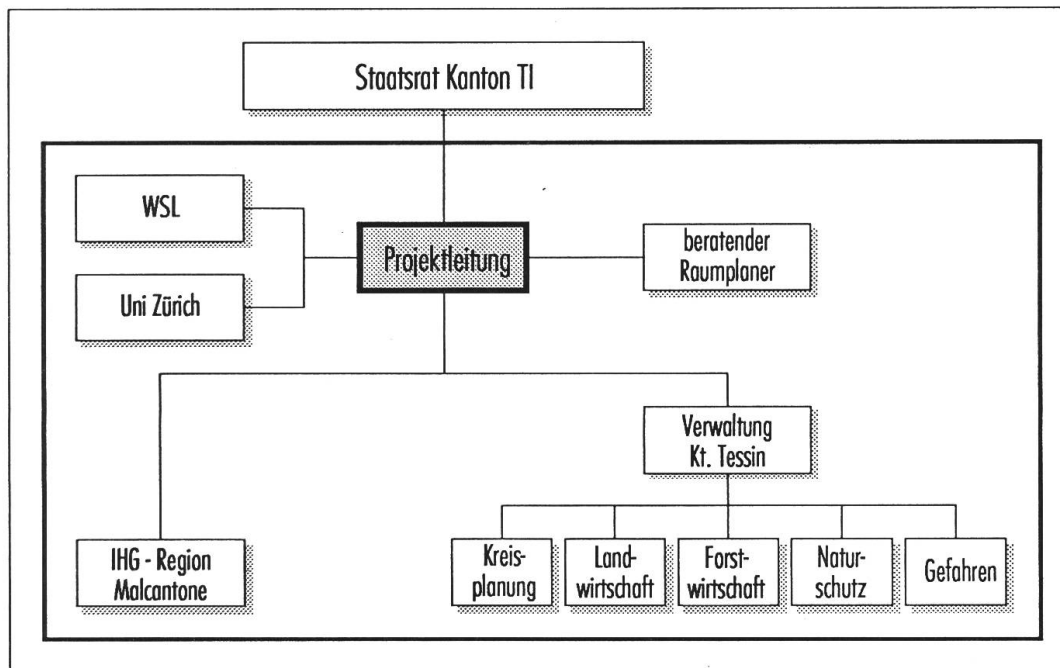 Staatsrat Kanton TI
WSL
Projektleitung
beratender
Raumplaner
Uni Zürich
Verwaltung
Kt. Tessin
IHG - Region
Malcantone
Kreis-
planung
Land-
wirtschaft
Forst-
wirtschaft
Natur-
schutz
Gefahren